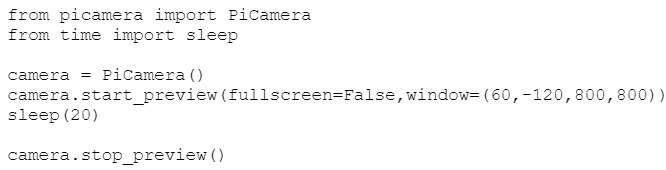 from picamera import PiCamera
from time import sleep
camera = PiCamera()
camera.start_preview(fullscreen=False,window=(60,-120,800,800))
sleep(20)
camera.stop_preview()